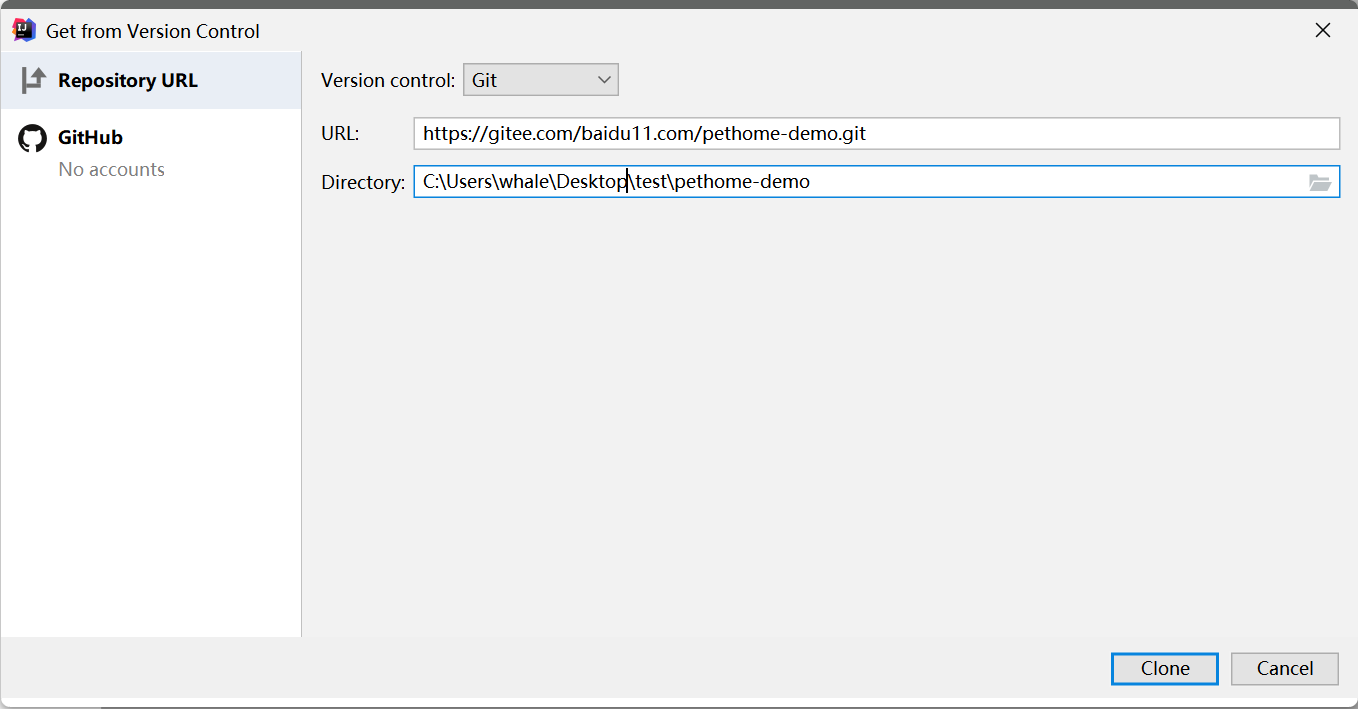 Get from Version Control
Repository URL
GitHub
No accounts
Version control: Git
URL: https://gitee.com/baidu11.com/pethome-demo.git
Directory: C:\Users\whale\Desktop\test\pethome-demo
Clone Cancel